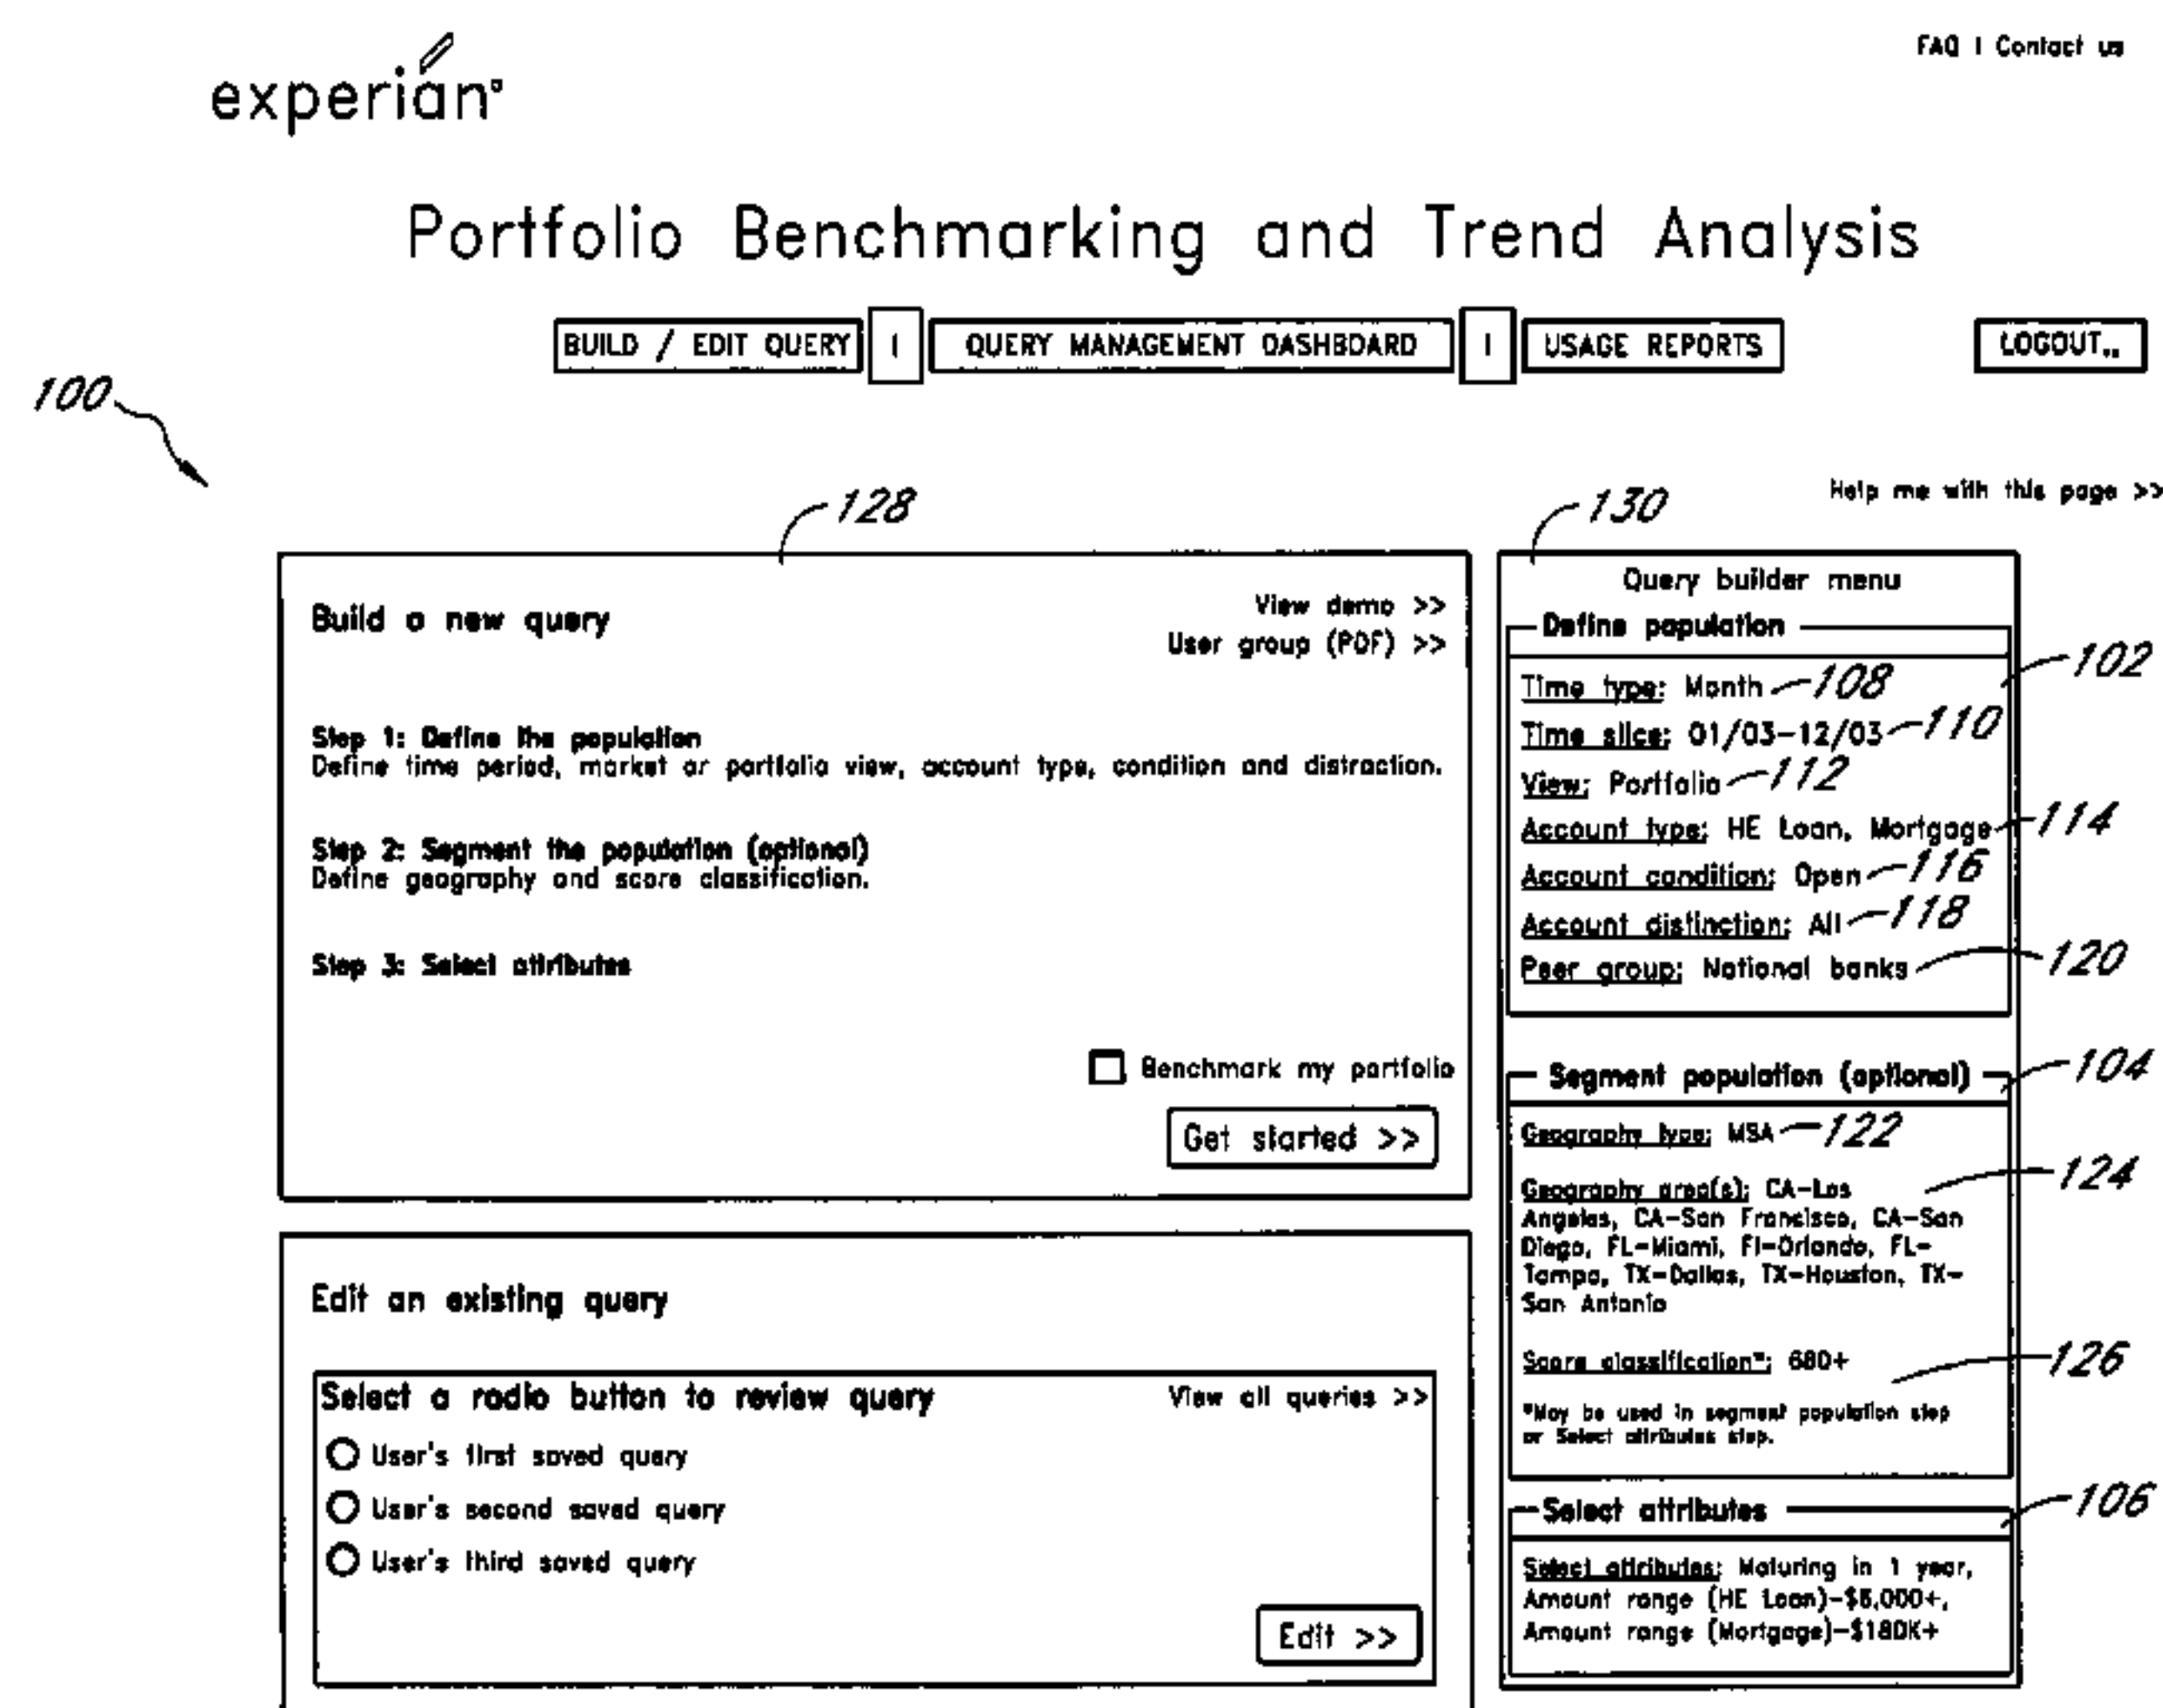 experian
FAQ | Contact us
Portfolio Benchmarking and Trend Analysis
BUILD / EDIT QUERY | QUERY MANAGEMENT DASHBOARD | USAGE REPORTS LOGOUT
100
Help me with this page >>
128
130
Build a new query
View demo >>
User group (PDF) >>
Step 1: Define the population
Define time period, market or portfolio view, account type, condition and distraction.
Step 2: Segment the population (optional)
Define geography and score classification.
Step 3: Select attributes
Benchmark my portfolio
Get started >>
Edit an existing query
Select a radio button to review query View all queries >>
User's first saved query
User's second saved query
User's third saved query
Edit >>
Query builder menu
Define population
102
Time type: Month 108
Time slice: 01/03-12/03 110
View: Portfolio 112
Account type: HE Loan, Mortgage 114
Account condition: Open 116
Account distinction: All 118
Peer group: National banks 120
Segment population (optional) 104
Geography type: MSA 122
Geography area(s): CA-Los 124
Angeles, CA-San Francisco, CA-San
Diego, FL-Miami, Fl-Orlando, FL-
Tampa, TX-Dallas, TX-Houston, TX-
San Antonio
Score classification*: 680+ 126
*May be used in segment population step
or Select attributes step.
Select attributes 106
Select attributes: Maturing in 1 year,
Amount range (HE Loan)-$5,000+,
Amount range (Mortgage)-$180K+